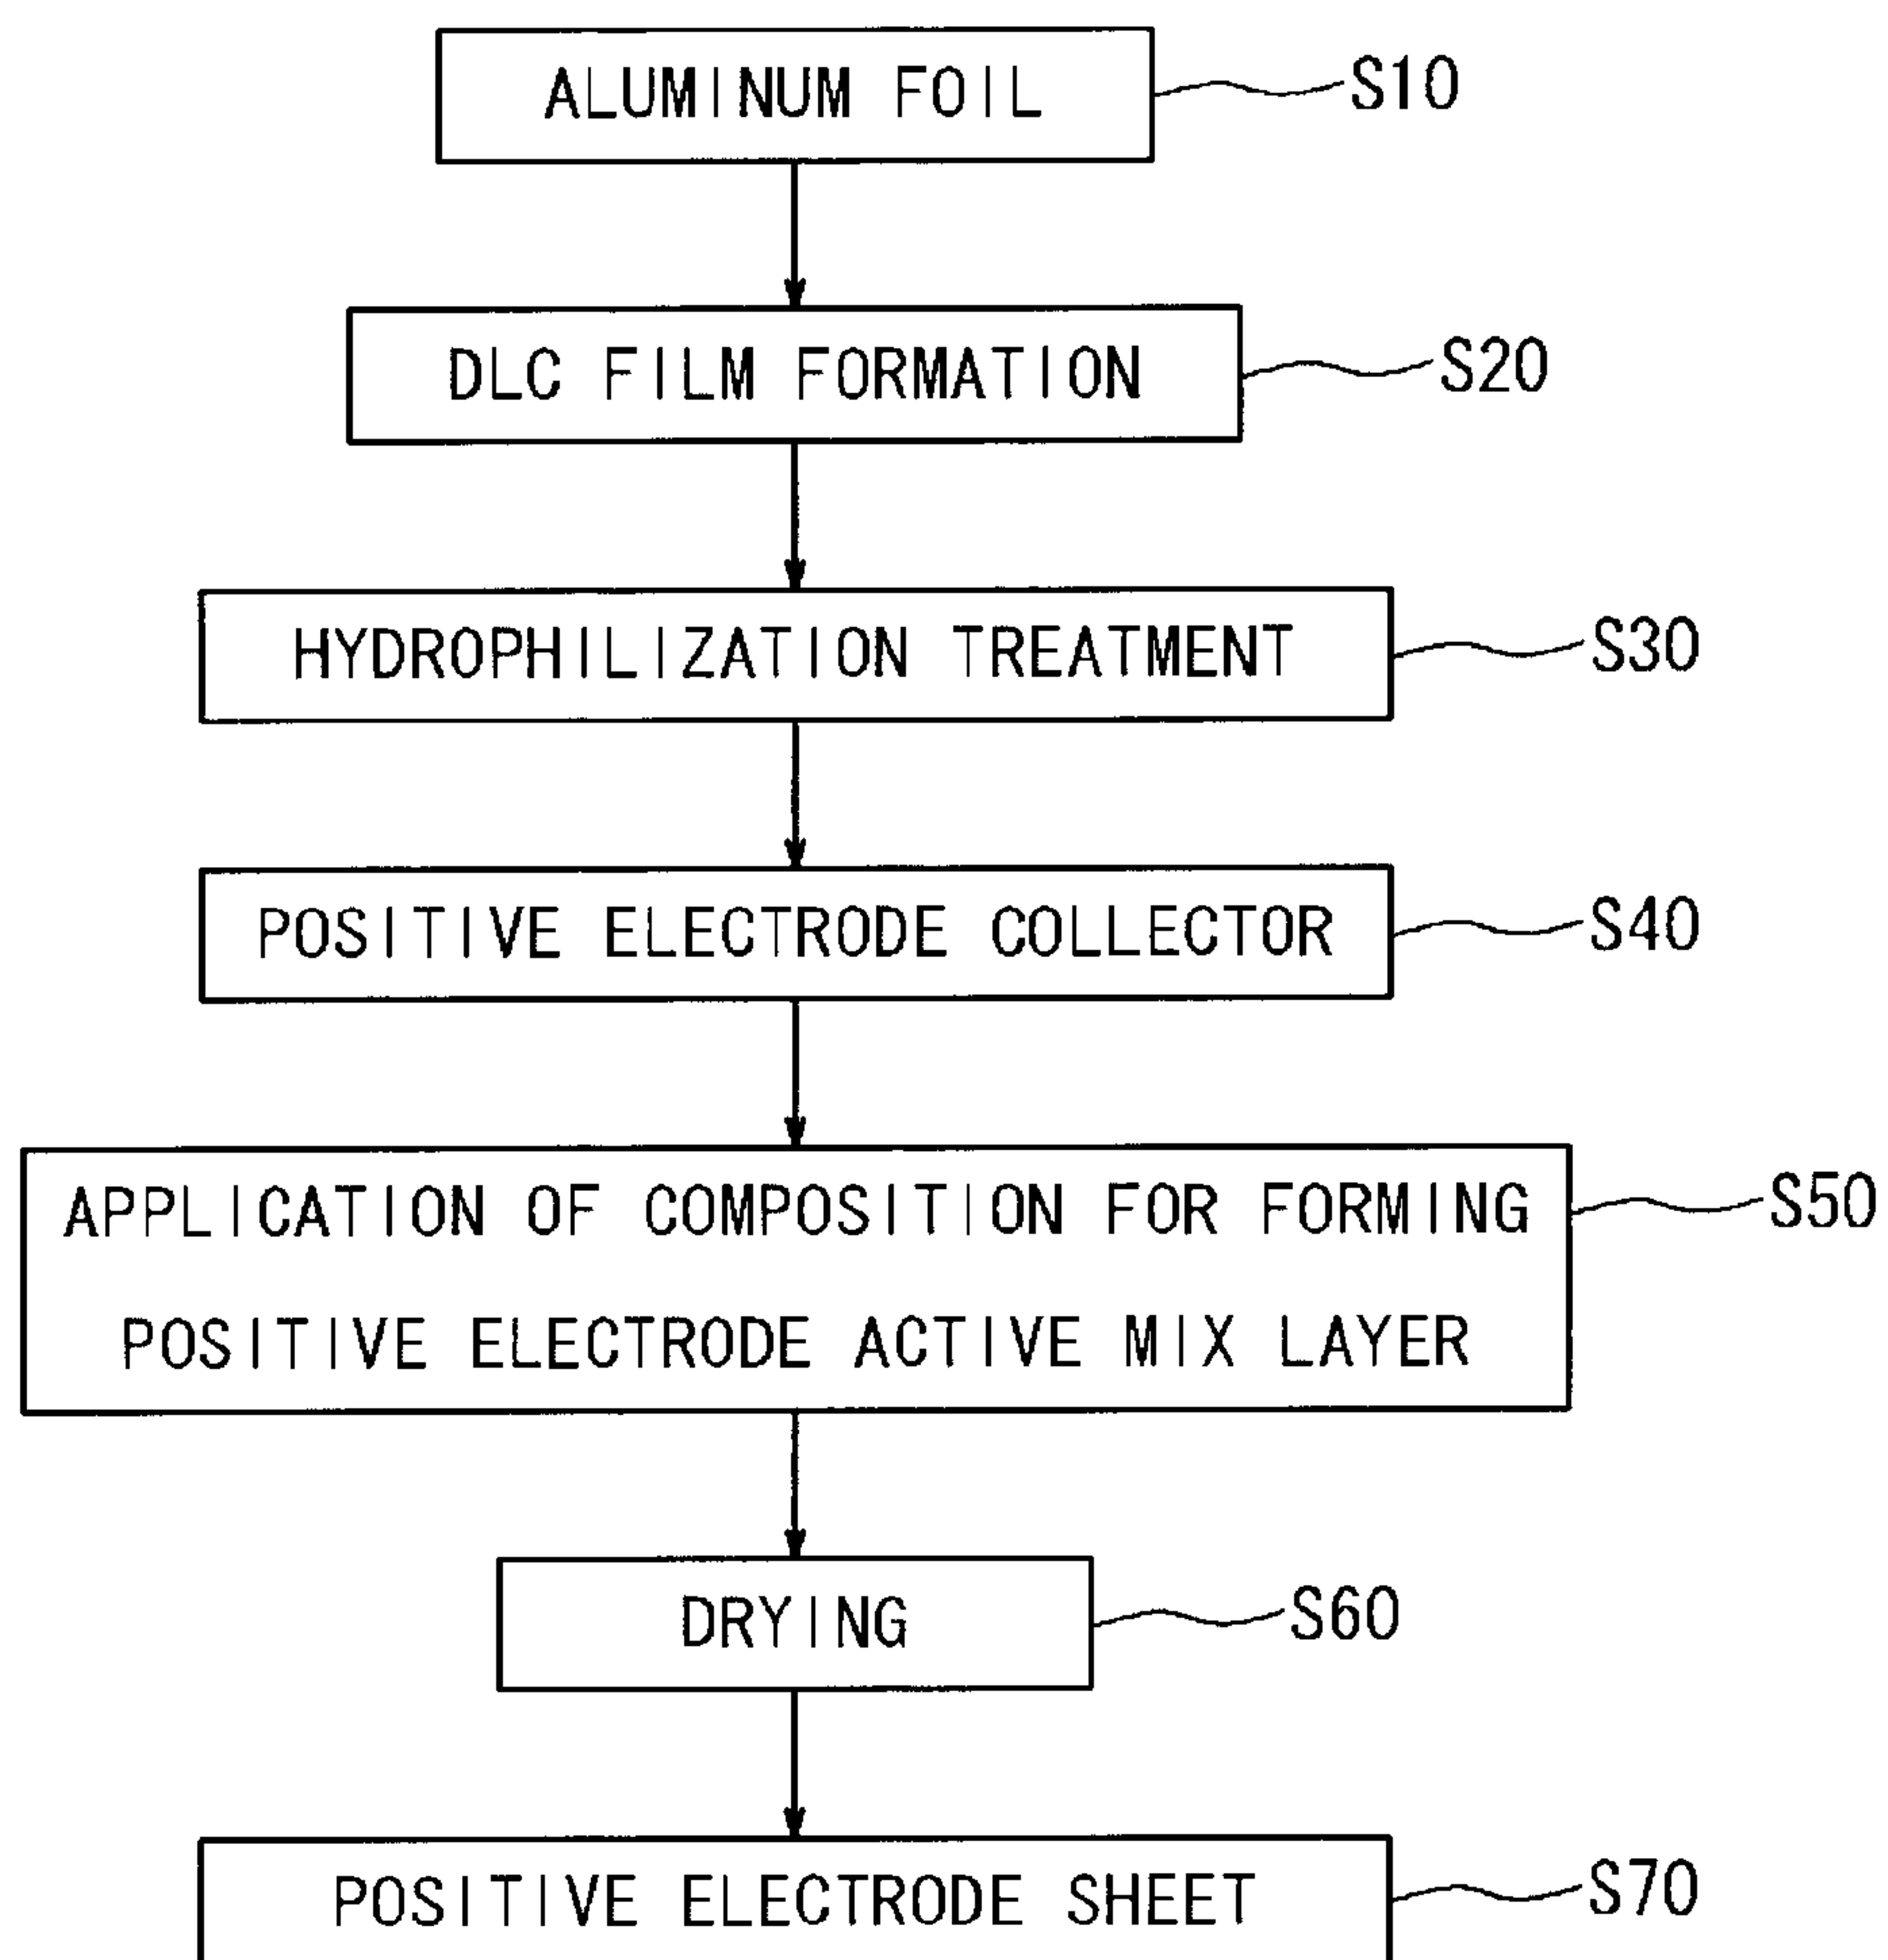 ALUMINUM FOIL S10
DLC FILM FORMATION S20
HYDROPHILIZATION TREATMENT S30
POSITIVE ELECTRODE COLLECTOR S40
APPLICATION OF COMPOSITION FOR FORMING S50
POSITIVE ELECTRODE ACTIVE MIX LAYER
DRYING S60
POSITIVE ELECTRODE SHEET S70